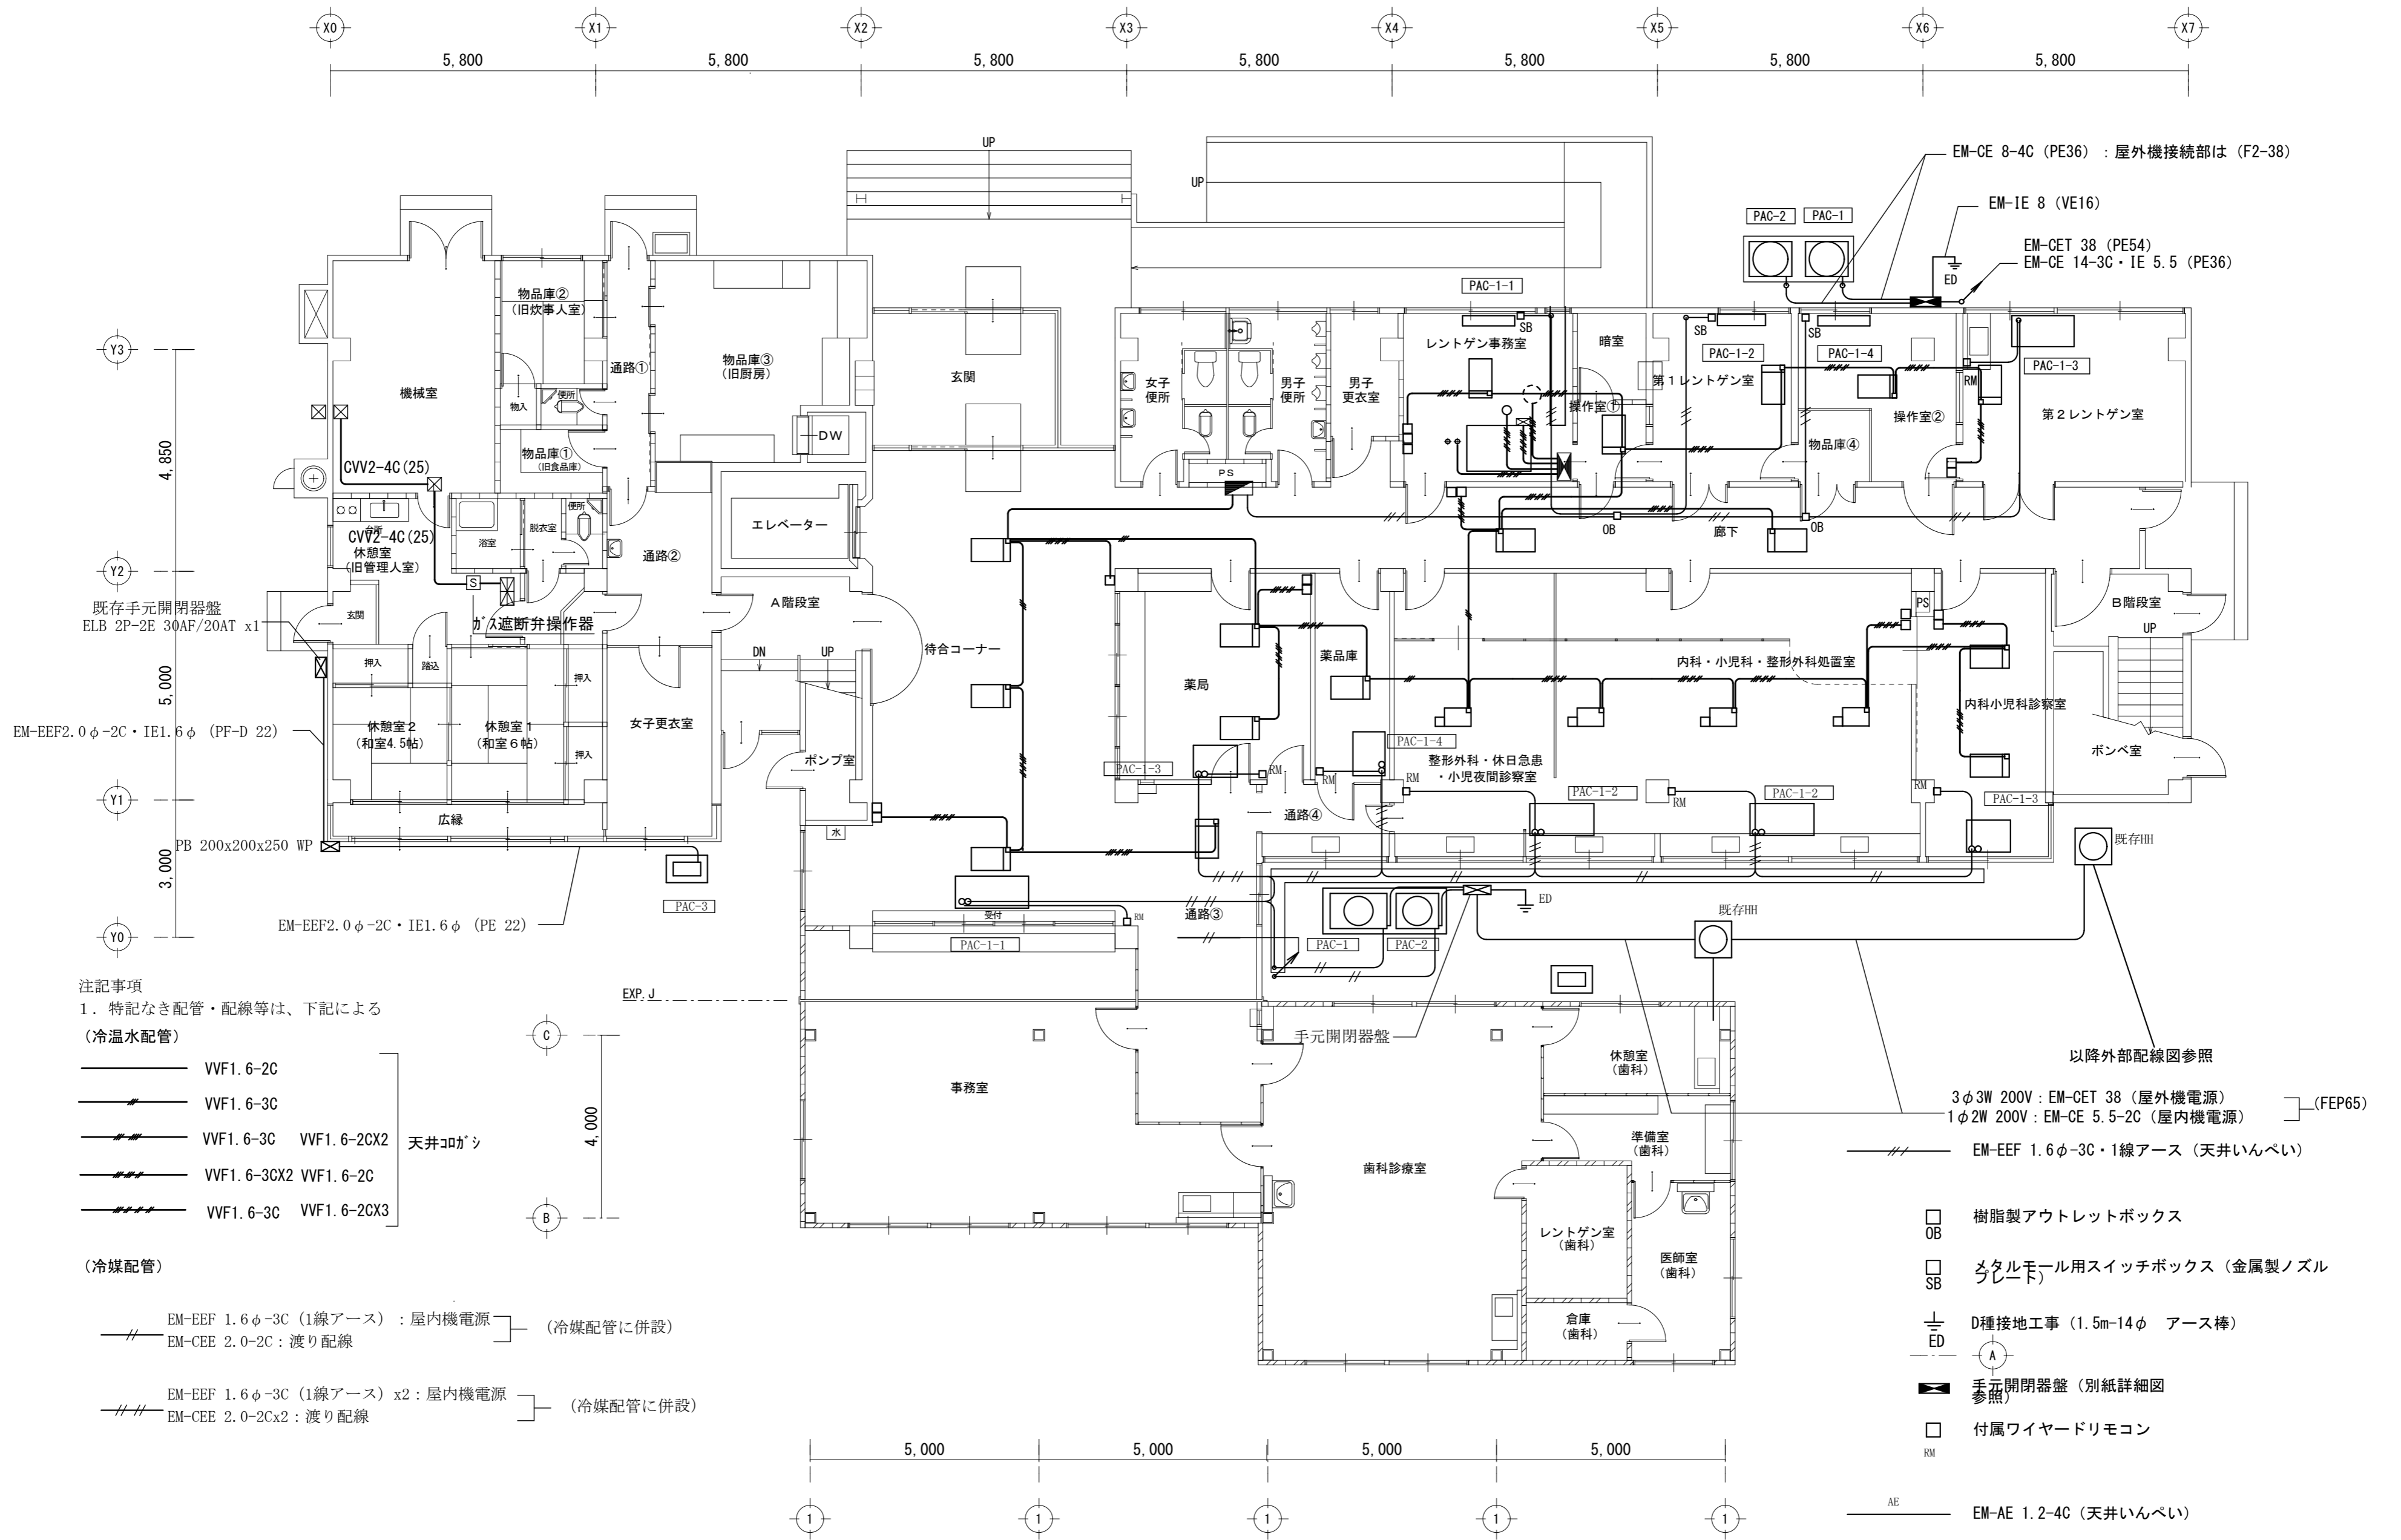 X0
X1
X2
X3
X4
X5
X6
X7
5,800
5,800
5,800
5,800
5,800
5,800
5,800
UP
UP
EM-CE 8-4C (PE36) : 屋外機接続部は (F2-38)
EM-IE 8 (VE16)
PAC-2
PAC-1
EM-CET 38 (PE54)
EM-CE 14-3C・IE 5.5 (PE36)
ED
PAC-1-1
物品庫②
(旧炊事人室)
SB
SB
SB
Y3
レントゲン事務室
暗室
PAC-1-2
PAC-1-4
PAC-1-3
物品庫③
(旧厨房)
通路①
玄関
女子
便所
男子
便所
男子
更衣室
第1レントゲン室
RM
機械室
物入
便所
操作室①
操作室②
第2レントゲン室
DW
物品庫④
物品庫①
(旧食品庫)
4,850
CVV2-4C(25)
PS
便所
脱衣室
エレベーター
台所
CVV2-4C(25)
浴室
OB
OB
廊下
休憩室
(旧管理人室)
通路②
Y2
S
既存手元開閉器盤
ELB 2P-2E 30AF/20AT x1
玄関
ガス遮断弁操作器
A階段室
PS
B階段室
UP
待合コーナー
DN
UP
薬品庫
内科・小児科・整形外科処置室
押入
踏込
押入
薬局
5,000
内科小児科診察室
EM-EEF2.0φ-2C・IE1.6φ (PF-D 22)
休憩室2
(和室4.5帖)
休憩室1
(和室6帖)
女子更衣室
押入
ポンプ室
PAC-1-4
ボンベ室
整形外科・休日急患
・小児夜間診察室
PAC-1-3
RM
RM
RM
RM
RM
PAC-1-2
PAC-1-2
PAC-1-3
Y1
広縁
水
通路④
既存HH
PB 200x200x250 WP
3,000
PAC-3
ED
受付
RM
通路③
既存HH
EM-EEF2.0φ-2C・IE1.6φ (PE 22)
Y0
PAC-1-1
PAC-1
PAC-2
注記事項
1. 特記なき配管・配線等は、下記による
EXP.J
(冷温水配管)
C
手元開閉器盤
VVF1.6-2C
VVF1.6-3C
VVF1.6-3C VVF1.6-2CX2
天井コロガシ
VVF1.6-3CX2 VVF1.6-2C
VVF1.6-3C VVF1.6-2CX3
4,000
B
事務室
休憩室
(歯科)
以降外部配線図参照
3φ3W 200V : EM-CET 38 (屋外機電源)
1φ2W 200V : EM-CE 5.5-2C (屋内機電源)
(FEP65)
準備室
(歯科)
歯科診療室
EM-EEF 1.6φ-3C・1線アース (天井いんぺい)
レントゲン室
(歯科)
医師室
(歯科)
倉庫
(歯科)
OB
樹脂製アウトレットボックス
SB
メタルモール用スイッチボックス (金属製ノズル
プレート)
ED
D種接地工事 (1.5m-14φ アース棒)
A
手元開閉器盤 (別紙詳細図
参照)
付属ワイヤードリモコン
RM
AE
EM-AE 1.2-4C (天井いんぺい)
(冷媒配管)
EM-EEF 1.6φ-3C (1線アース) : 屋内機電源
EM-CEE 2.0-2C : 渡り配線
(冷媒配管に併設)
EM-EEF 1.6φ-3C (1線アース) x2 : 屋内機電源
EM-CEE 2.0-2Cx2 : 渡り配線
(冷媒配管に併設)
5,000
5,000
5,000
5,000
1
1
1
1
1